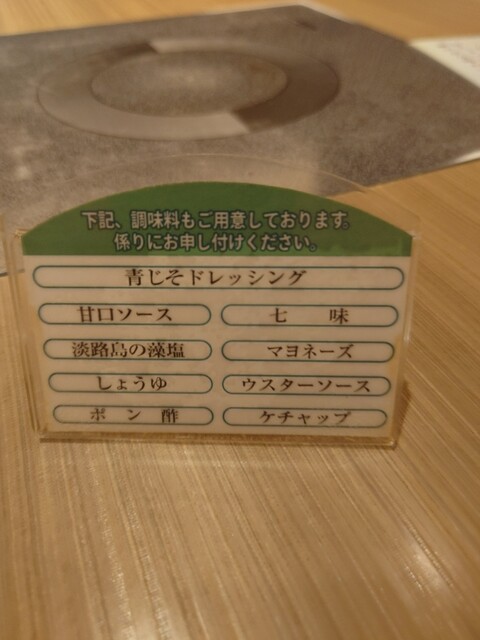 下記、調味料もご用意しております。
係りにお申し付けください。
青じそドレッシング
甘口ソース
七味
淡路島の藻塩
マヨネーズ
しょうゆ
ウスターソース
ポン酢
ケチャップ